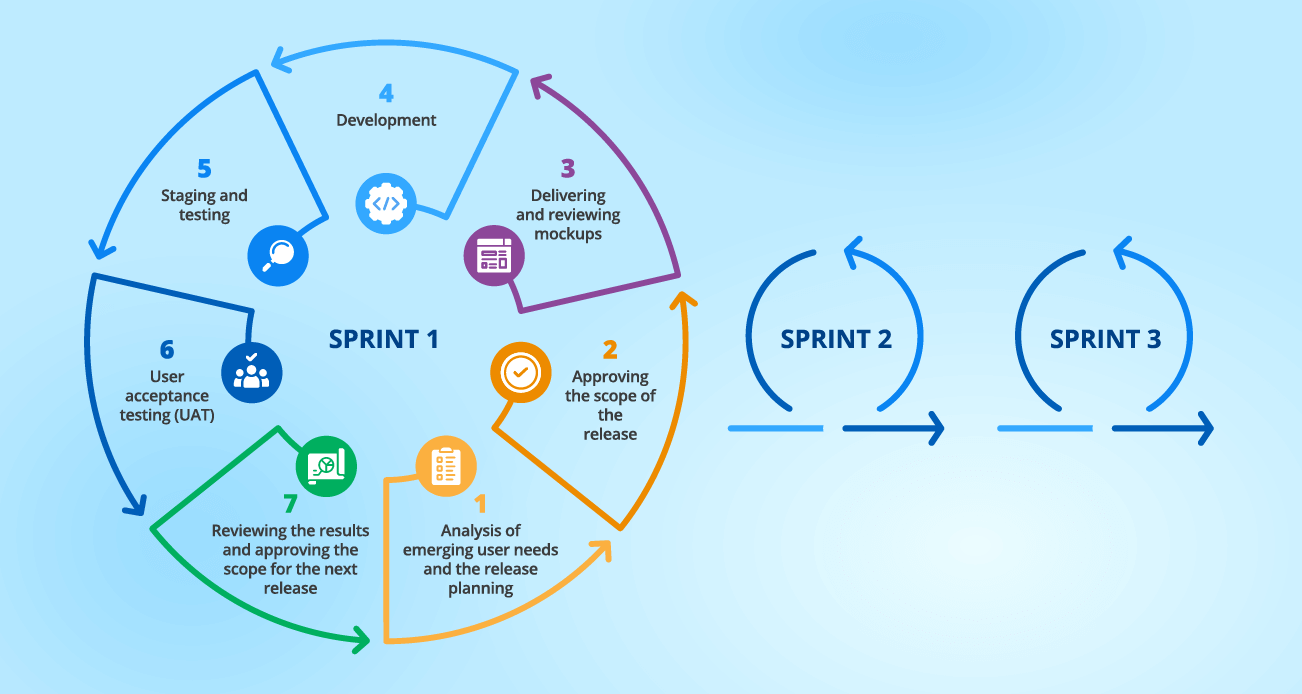 4
Development
5
Staging and
testing
3
Delivering
and reviewing
mockups
SPRINT 1
6
User
acceptance
testing (UAT)
2
Approving
the scope of
the
release
7
Reviewing the results
and approving the
scope for the next
release
1
Analysis of
emerging user needs
and the release
planning
SPRINT 2
SPRINT 3